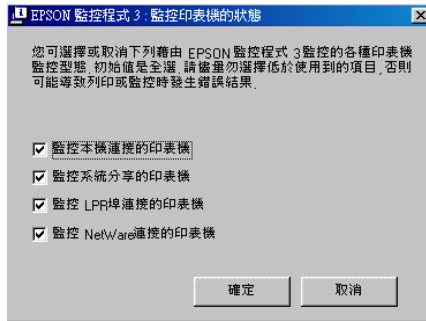 EPSON 監控程式 3 : 監控印表機的狀態
您可選擇或取消下列藉由 EPSON 監控程式 3監控的各種印表機
監控型態.初始值是全選.請儘量勿選擇低於使用到的項目.否則
可能導致列印或監控時發生錯誤結果.
監控本機連接的印表機
監控系統分享的印表機
監控 LPR埠連接的印表機
監控 NetWare連接的印表機
確定
取消